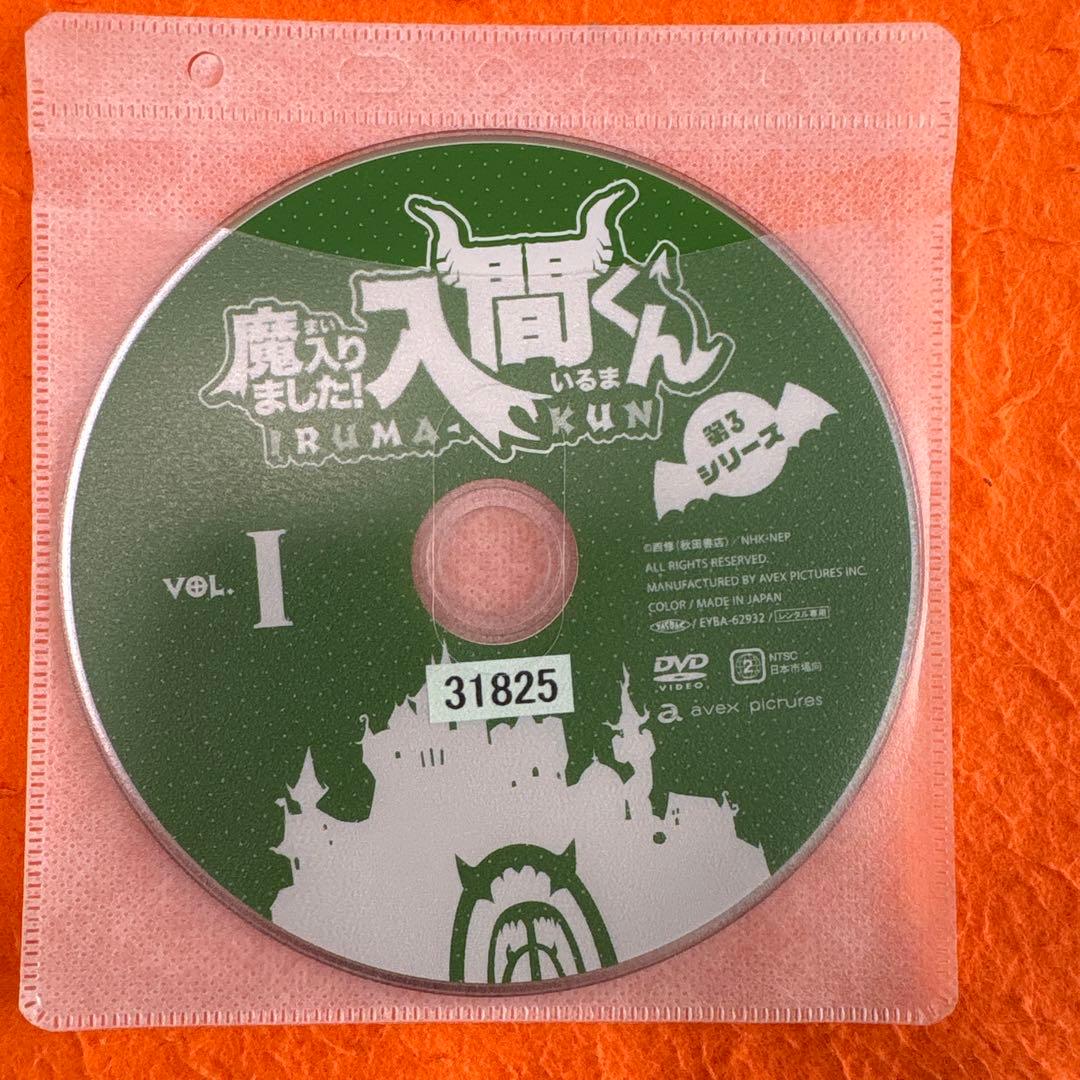 魔入り
まい
ました!
入間くん
いるま
IRUMA-KUN
第3
シリーズ
VOL. I
©西修(秋田書店)/NHK・NEP
ALL RIGHTS RESERVED.
MANUFACTURED BY AVEX PICTURES INC.
COLOR / MADE IN JAPAN
/ EYBA-62932 / レンタル専用
DVD
VIDEO
2
NTSC
日本市場向
a avex pictures
31825